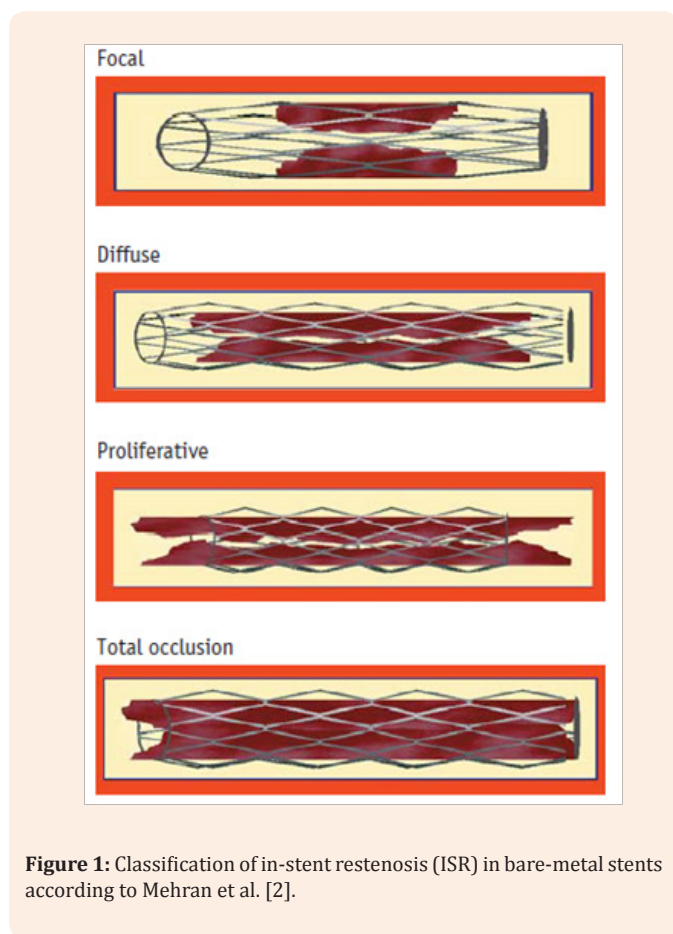 Focal
Diffuse
Proliferative
Total occlusion
Figure 1: Classification of in-stent restenosis (ISR) in bare-metal stents
according to Mehran et al. [2].